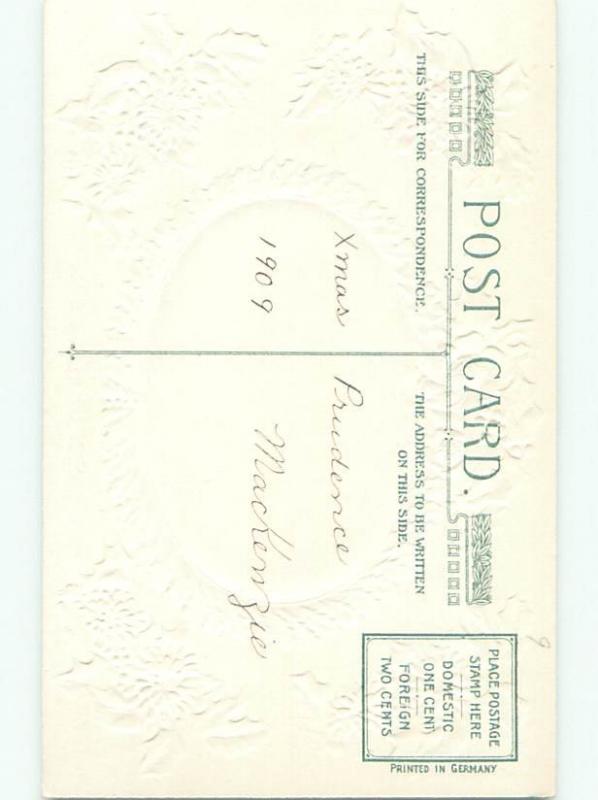 POST CARD.
THIS SIDE FOR CORRESPONDENCE.
THE ADDRESS TO BE WRITTEN
ON THIS SIDE.
PLACE POSTAGE
STAMP HERE
DOMESTIC
ONE CENT
FOREIGN
TWO CENTS
PRINTED IN GERMANY
9
Xmas
1909
Prudence
MacKenzie